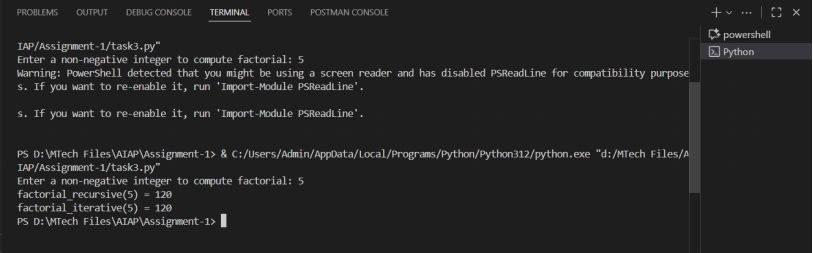 PROBLEMS OUTPUT DEBUG CONSOLE TERMINAL PORTS POSTMAN CONSOLE
powershell
Python
IAP/Assignment-1/task3.py"
Enter a non-negative integer to compute factorial: 5
Warning: PowerShell detected that you might be using a screen reader and has disabled PSReadLine for compatibility purpose
s. If you want to re-enable it, run 'Import-Module PSReadLine'.
s. If you want to re-enable it, run 'Import-Module PSReadLine'.
PS D:\MTech Files\AIAP\Assignment-1> & C:/Users/Admin/AppData/Local/Programs/Python/Python312/python.exe "d:/MTech Files/A
IAP/Assignment-1/task3.py"
Enter a non-negative integer to compute factorial: 5
factorial_recursive(5) = 120
factorial_iterative(5) = 120
PS D:\MTech Files\AIAP\Assignment-1>